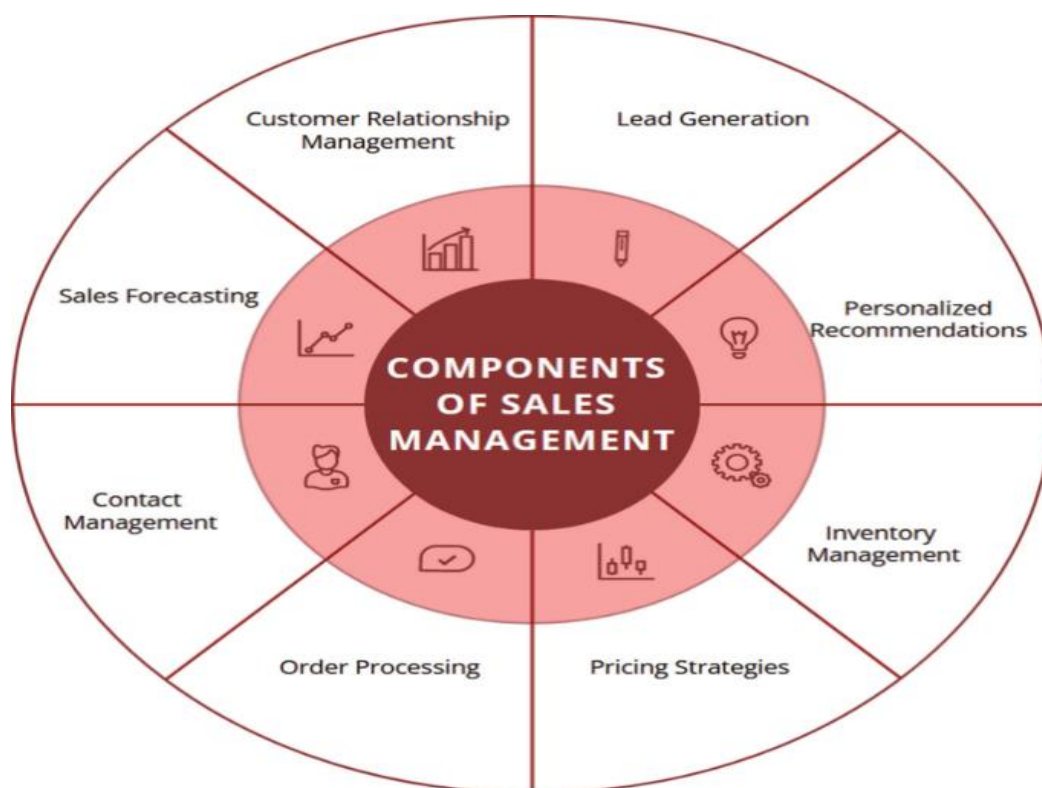 Customer Relationship
Management
Lead Generation
Sales Forecasting
Personalized
Recommendations
COMPONENTS
OF SALES
MANAGEMENT
Contact
Management
Inventory
Management
Order Processing
Pricing Strategies